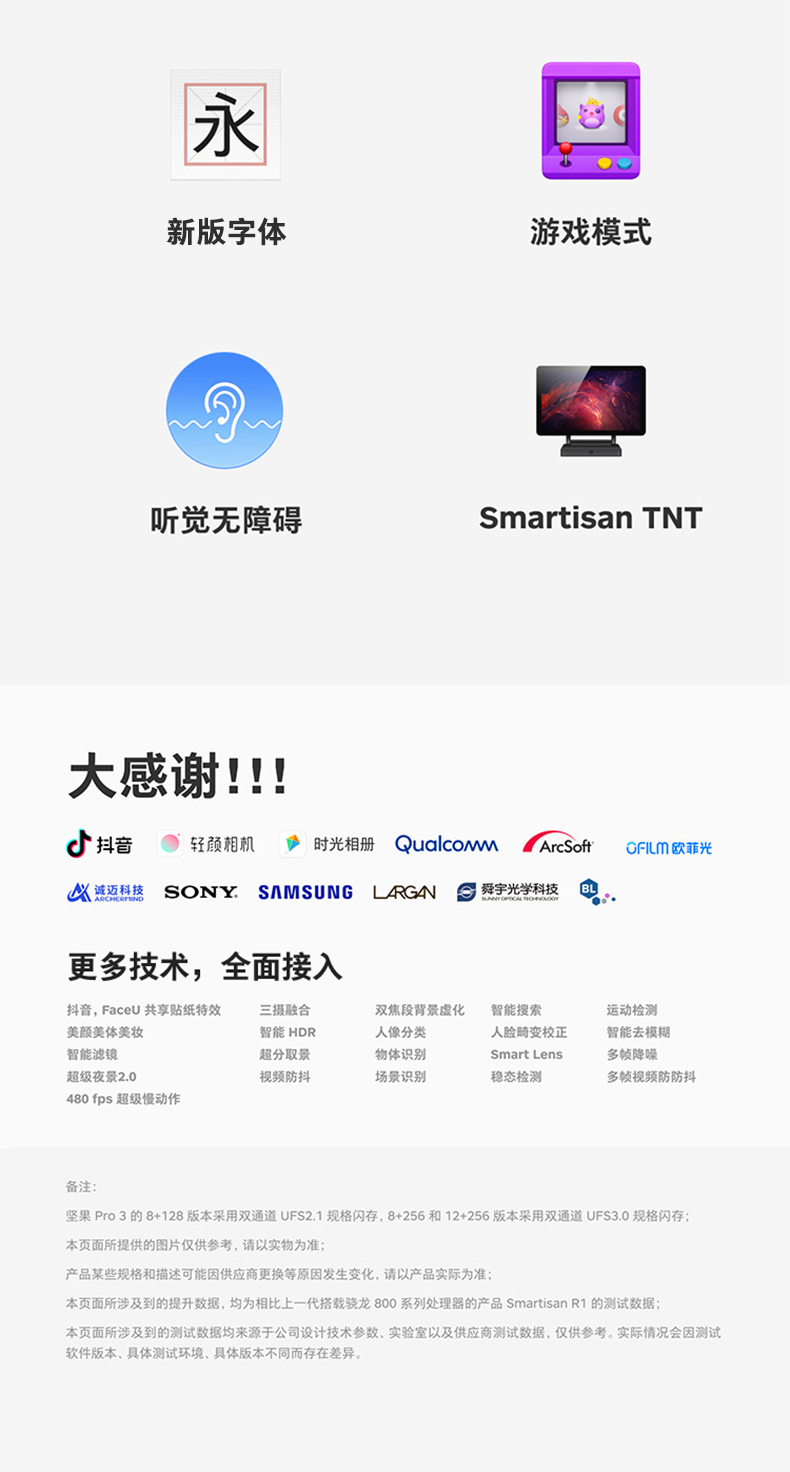 永
新版字体
游戏模式
听觉无障碍
Smartisan TNT
大感谢!!!
抖音
轻颜相机
时光相册
Qualcomm
ArcSoft
OFILM 欧菲光
诚迈科技
ARCHERMIND
SONY
SAMSUNG
LARGAN
舜宇光学科技
SUNNY OPTICAL TECHNOLOGY
BL
更多技术，全面接入
抖音, FaceU 共享贴纸特效 三摄融合 双焦段背景虚化 智能搜索 运动检测
美颜美体美妆 智能 HDR 人像分类 人脸畸变校正 智能去模糊
智能滤镜 超分取景 物体识别 Smart Lens 多帧降噪
超级夜景2.0 视频防抖 场景识别 稳态检测 多帧视频防防抖
480 fps 超级慢动作
备注：
坚果 Pro 3 的 8+128 版本采用双通道 UFS2.1 规格闪存，8+256 和 12+256 版本采用双通道 UFS3.0 规格闪存；
本页面所提供的图片仅供参考，请以实物为准；
产品某些规格和描述可能因供应商更换等原因发生变化，请以产品实际为准；
本页面所涉及到的提升数据，均为相比上一代搭载骁龙 800 系列处理器的产品 Smartisan R1 的测试数据；
本页面所涉及到的测试数据均来源于公司设计技术参数、实验室以及供应商测试数据，仅供参考。实际情况会因测试
软件版本、具体测试环境、具体版本不同而存在差异。